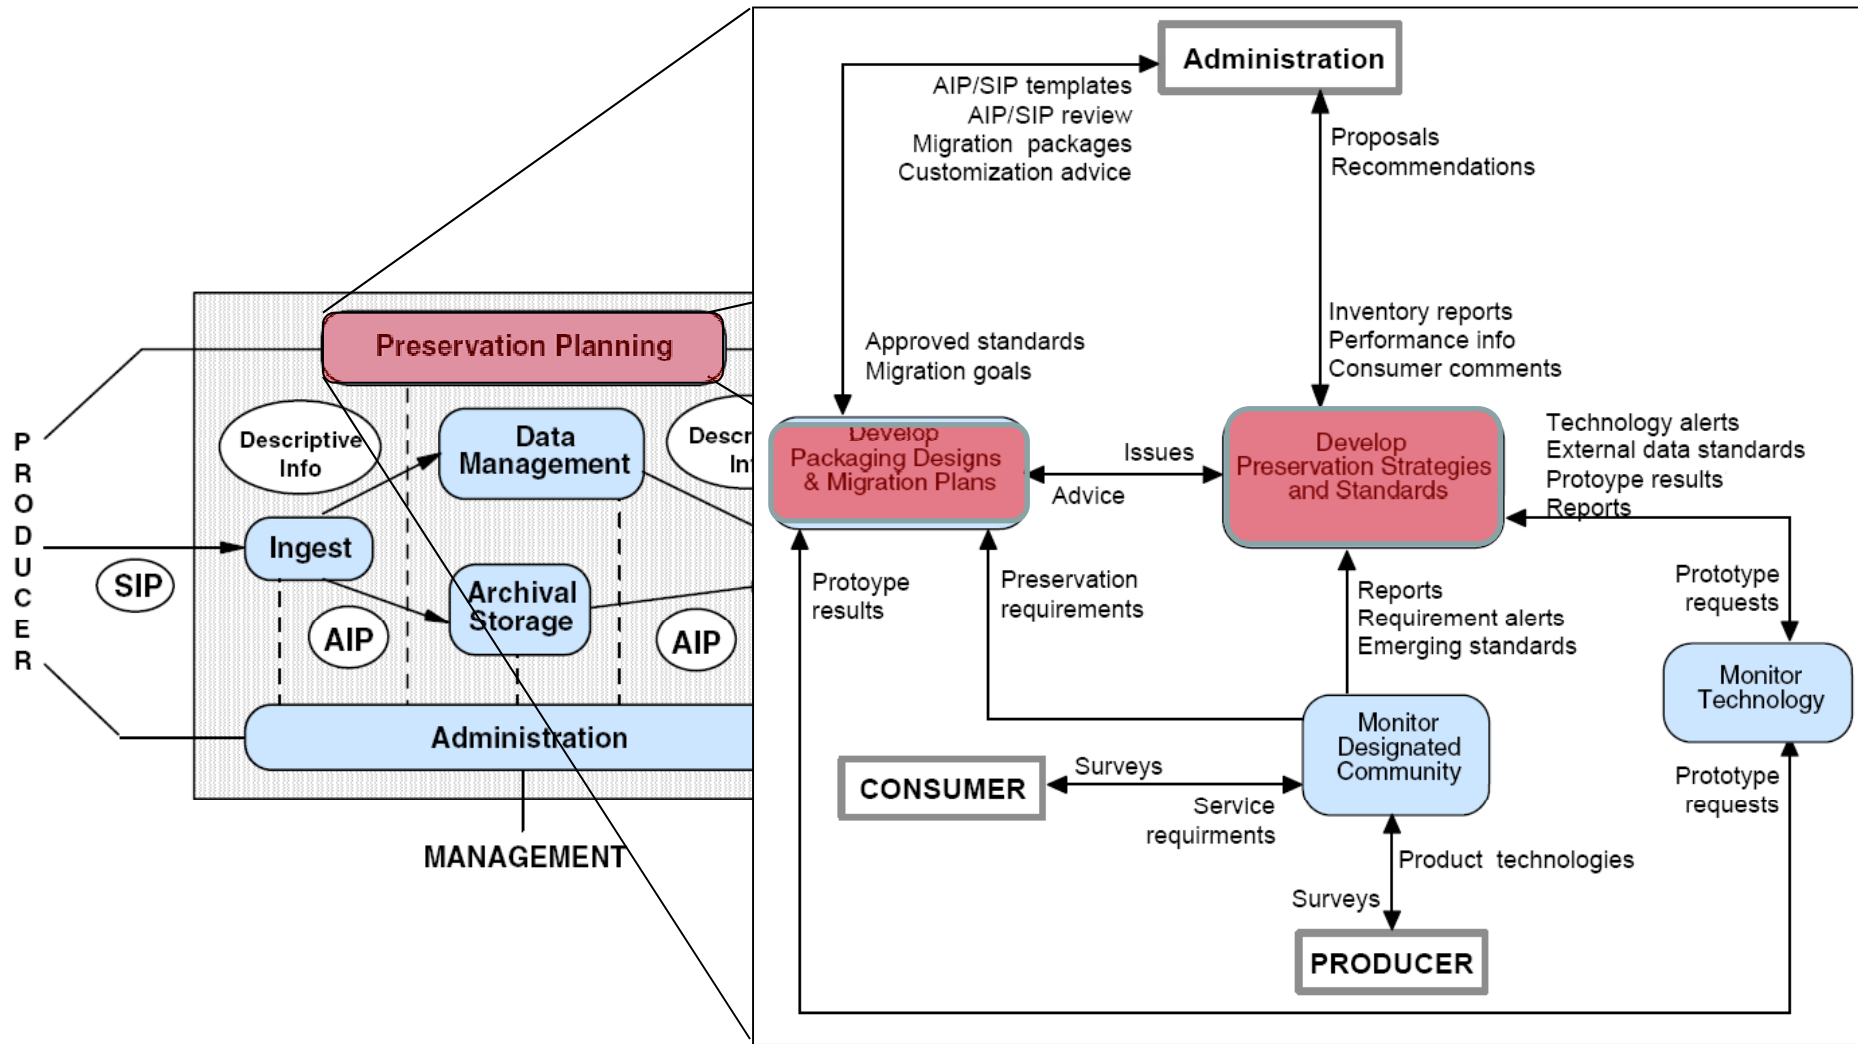 Preservation Planning
Descriptive
Info
Data
Management
Descr
Inf
PRODUCER
Ingest
SIP
AIP
Archival
Storage
AIP
Administration
MANAGEMENT
Administration
AIP/SIP templates
AIP/SIP review
Migration packages
Customization advice
Proposals
Recommendations
Approved standards
Migration goals
Inventory reports
Performance info
Consumer comments
Develop
Packaging Designs
& Migration Plans
Issues
Advice
Develop
Preservation Strategies
and Standards
Technology alerts
External data standards
Protoype results
Reports
Protoype
results
Preservation
requirements
Reports
Requirement alerts
Emerging standards
Prototype
requests
Monitor
Technology
Monitor
Designated
Community
CONSUMER
Surveys
Service
requirments
Prototype
requests
Product technologies
Surveys
PRODUCER